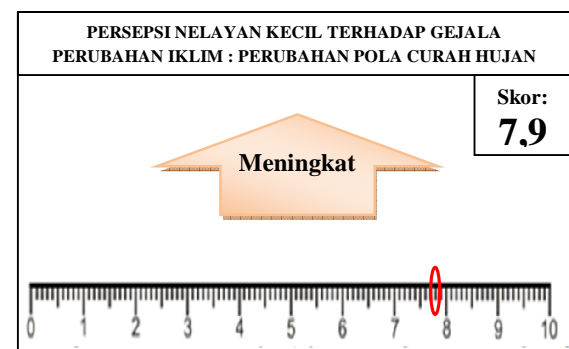 PERSEPSI NELAYAN KECIL TERHADAP GEJALA
PERUBAHAN IKLIM : PERUBAHAN POLA CURAH HUJAN
Skor:
7,9
Meningkat
0 1 2 3 4 5 6 7 8 9 10